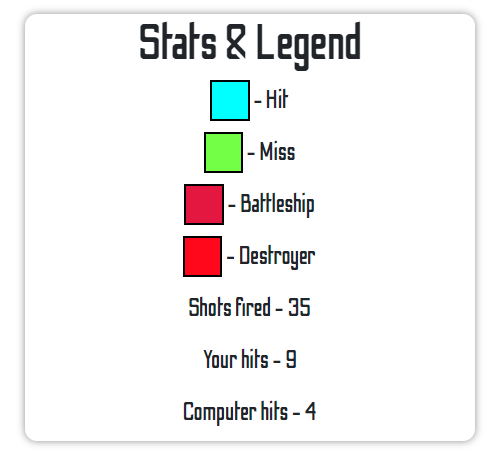 Stats & Legend
- Hit
- Miss
- Battleship
- Destroyer
Shots fired - 35
Your hits - 9
Computer hits - 4